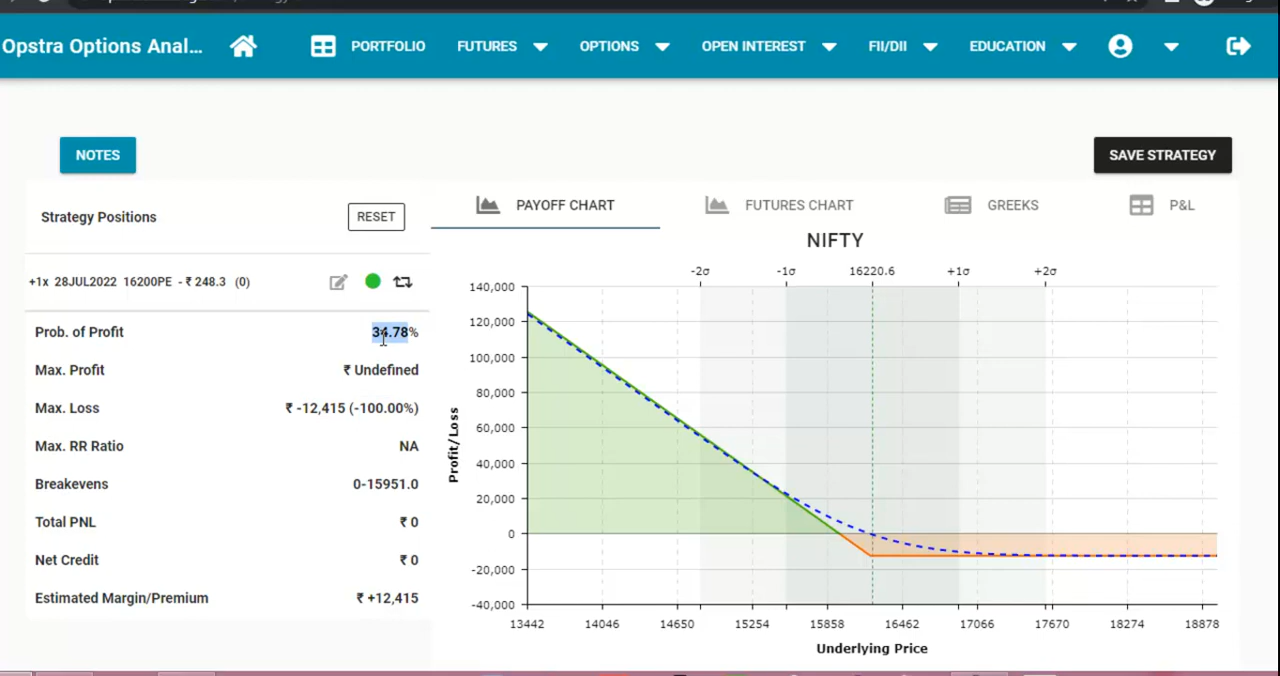 Opstra Options Anal... PORTFOLIO FUTURES OPTIONS OPEN INTEREST FII/DII EDUCATION
NOTES
SAVE STRATEGY
Strategy Positions RESET
+1x 28JUL2022 16200PE - ₹ 248.3 (0)
Prob. of Profit 34.78%
Max. Profit ₹ Undefined
Max. Loss ₹ -12,415 (-100.00%)
Max. RR Ratio NA
Breakevens 0-15951.0
Total PNL ₹ 0
Net Credit ₹ 0
Estimated Margin/Premium ₹ +12,415
PAYOFF CHART FUTURES CHART GREEKS P&L
NIFTY
-2σ -1σ 16220.6 +1σ +2σ
140,000
120,000
100,000
80,000
60,000
40,000
20,000
0
-20,000
-40,000
Profit/Loss
13442 14046 14650 15254 15858 16462 17066 17670 18274 18878
Underlying Price